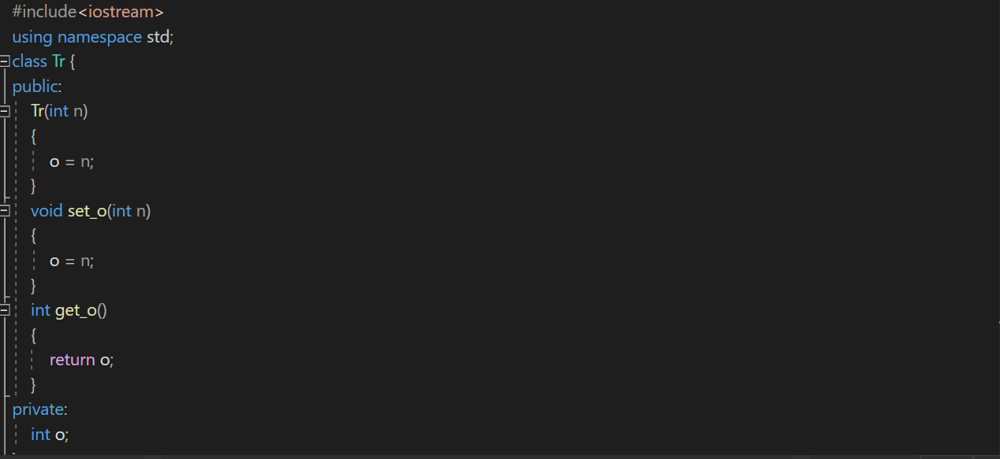 #include<iostream>
using namespace std;
class Tr {
public:
Tr(int n)
{
o = n;
}
void set_o(int n)
{
o = n;
}
int get_o()
{
return o;
}
private:
int o;